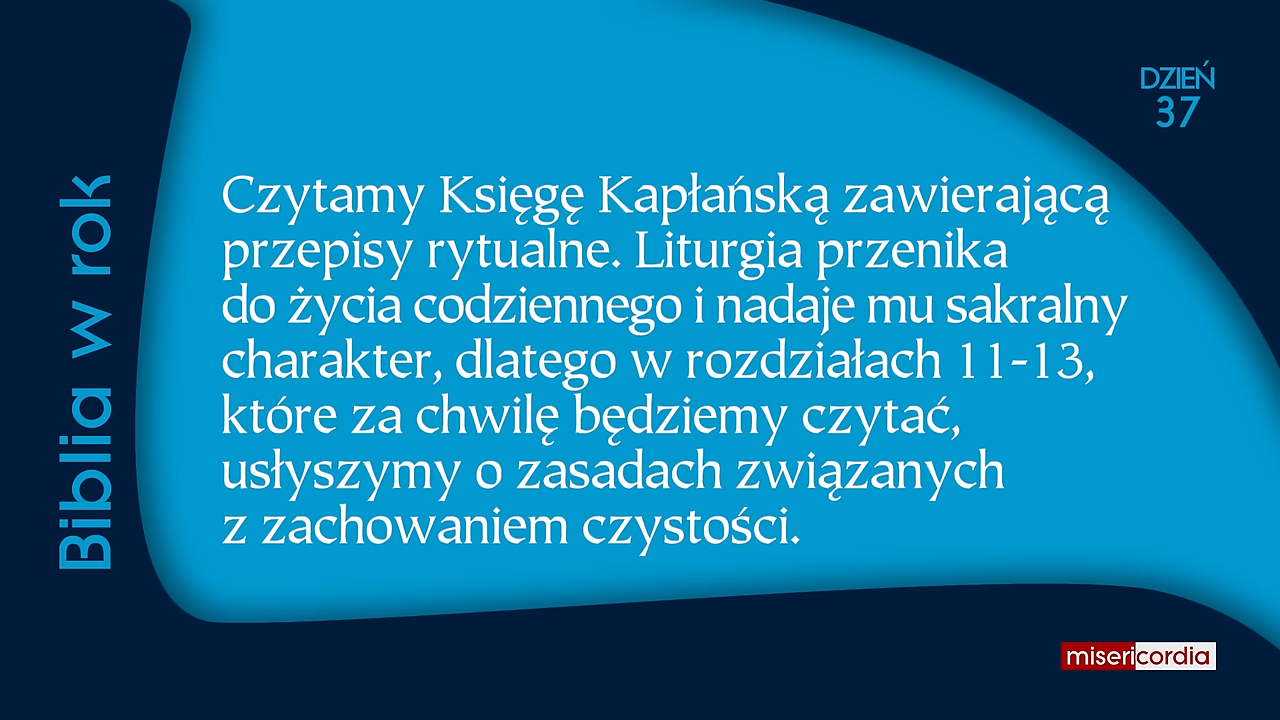 Biblia w rok
DZIEŃ
37
Czytamy Księgę Kapłańską zawierającą
przepisy rytualne. Liturgia przenika
do życia codziennego i nadaje mu sakralny
charakter, dlatego w rozdziałach 11-13,
które za chwilę będziemy czytać,
usłyszymy o zasadach związanych
z zachowaniem czystości.
misericordia